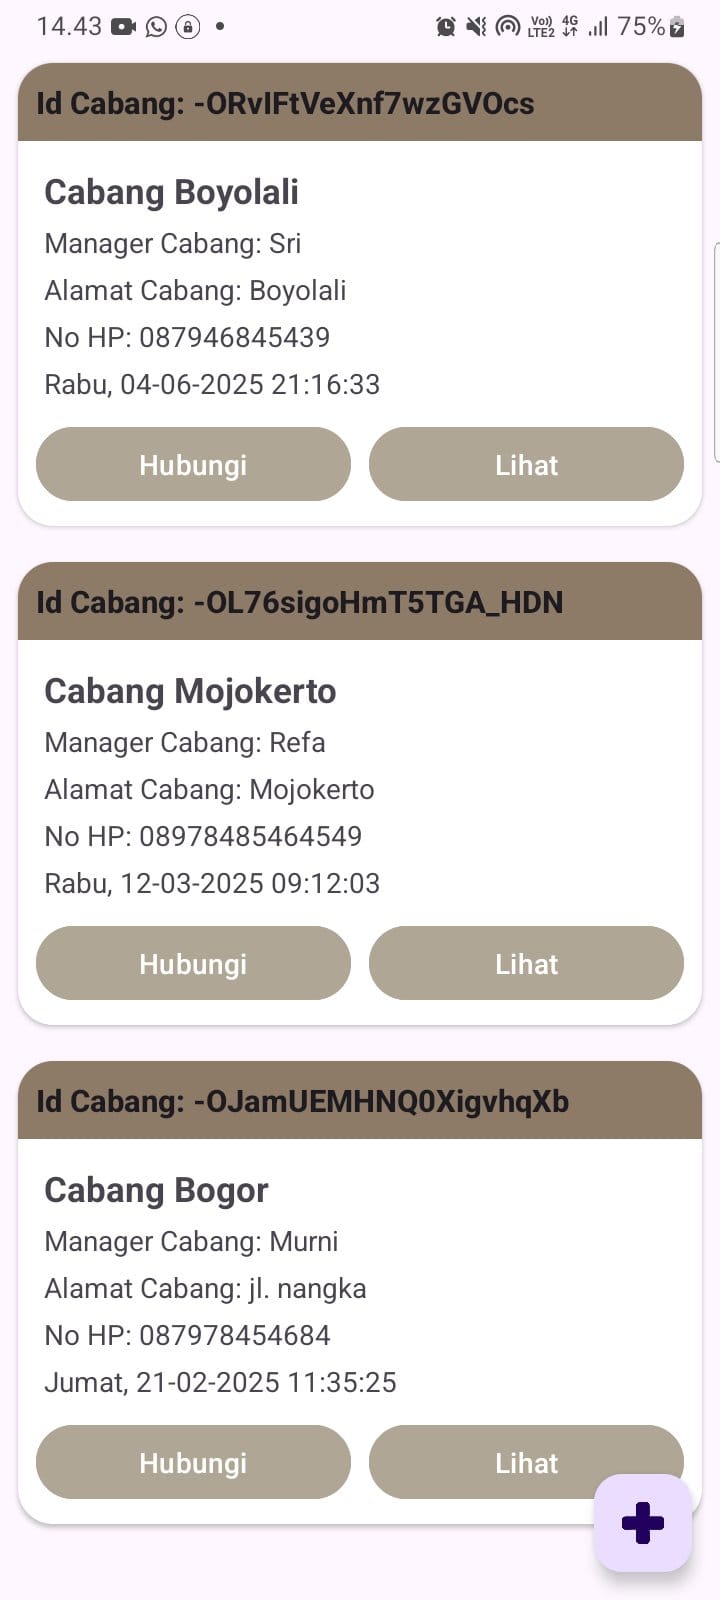 14.43 Vo)) LTE2 4G 75%
Id Cabang: -ORvIFtVeXnf7wzGVOcs
Cabang Boyolali
Manager Cabang: Sri
Alamat Cabang: Boyolali
No HP: 087946845439
Rabu, 04-06-2025 21:16:33
Hubungi Lihat
Id Cabang: -OL76sigoHmT5TGA_HDN
Cabang Mojokerto
Manager Cabang: Refa
Alamat Cabang: Mojokerto
No HP: 08978485464549
Rabu, 12-03-2025 09:12:03
Hubungi Lihat
Id Cabang: -OJamUEMHNQ0XigvhqXb
Cabang Bogor
Manager Cabang: Murni
Alamat Cabang: jl. nangka
No HP: 087978454684
Jumat, 21-02-2025 11:35:25
Hubungi Lihat